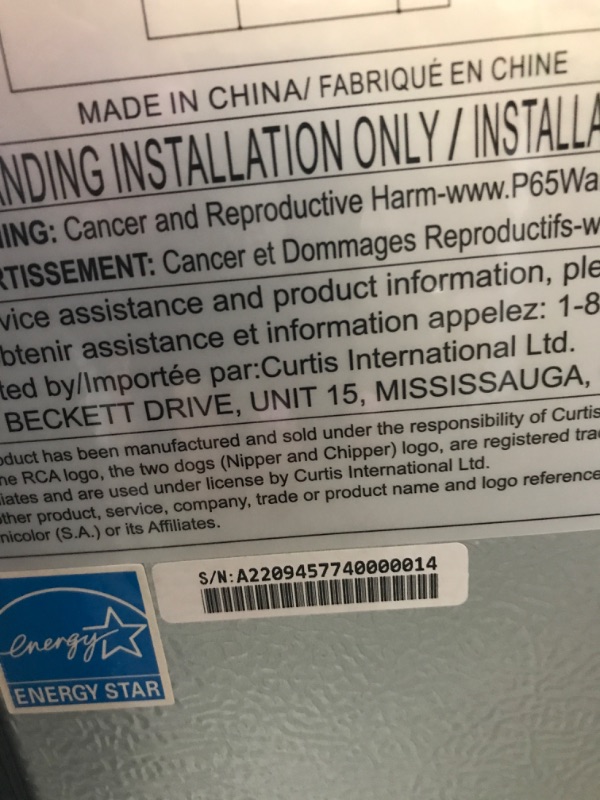 MADE IN CHINA/ FABRIQUÉ EN CHINE
NDING INSTALLATION ONLY / INSTALLA
ING: Cancer and Reproductive Harm-www.P65Wa
RTISSEMENT: Cancer et Dommages Reproductifs-w
vice assistance and product information, ple
btenir assistance et information appelez: 1-8
ted by/Importée par:Curtis International Ltd.
BECKETT DRIVE, UNIT 15, MISSISSAUGA,
oduct has been manufactured and sold under the responsibility of Curtis
he RCA logo, the two dogs (Nipper and Chipper) logo, are registered tra
liates and are used under license by Curtis International Ltd.
ther product, service, company, trade or product name and logo reference
nicolor (S.A.) or its Affiliates.
S/N:A2209457740000014
energy
ENERGY STAR